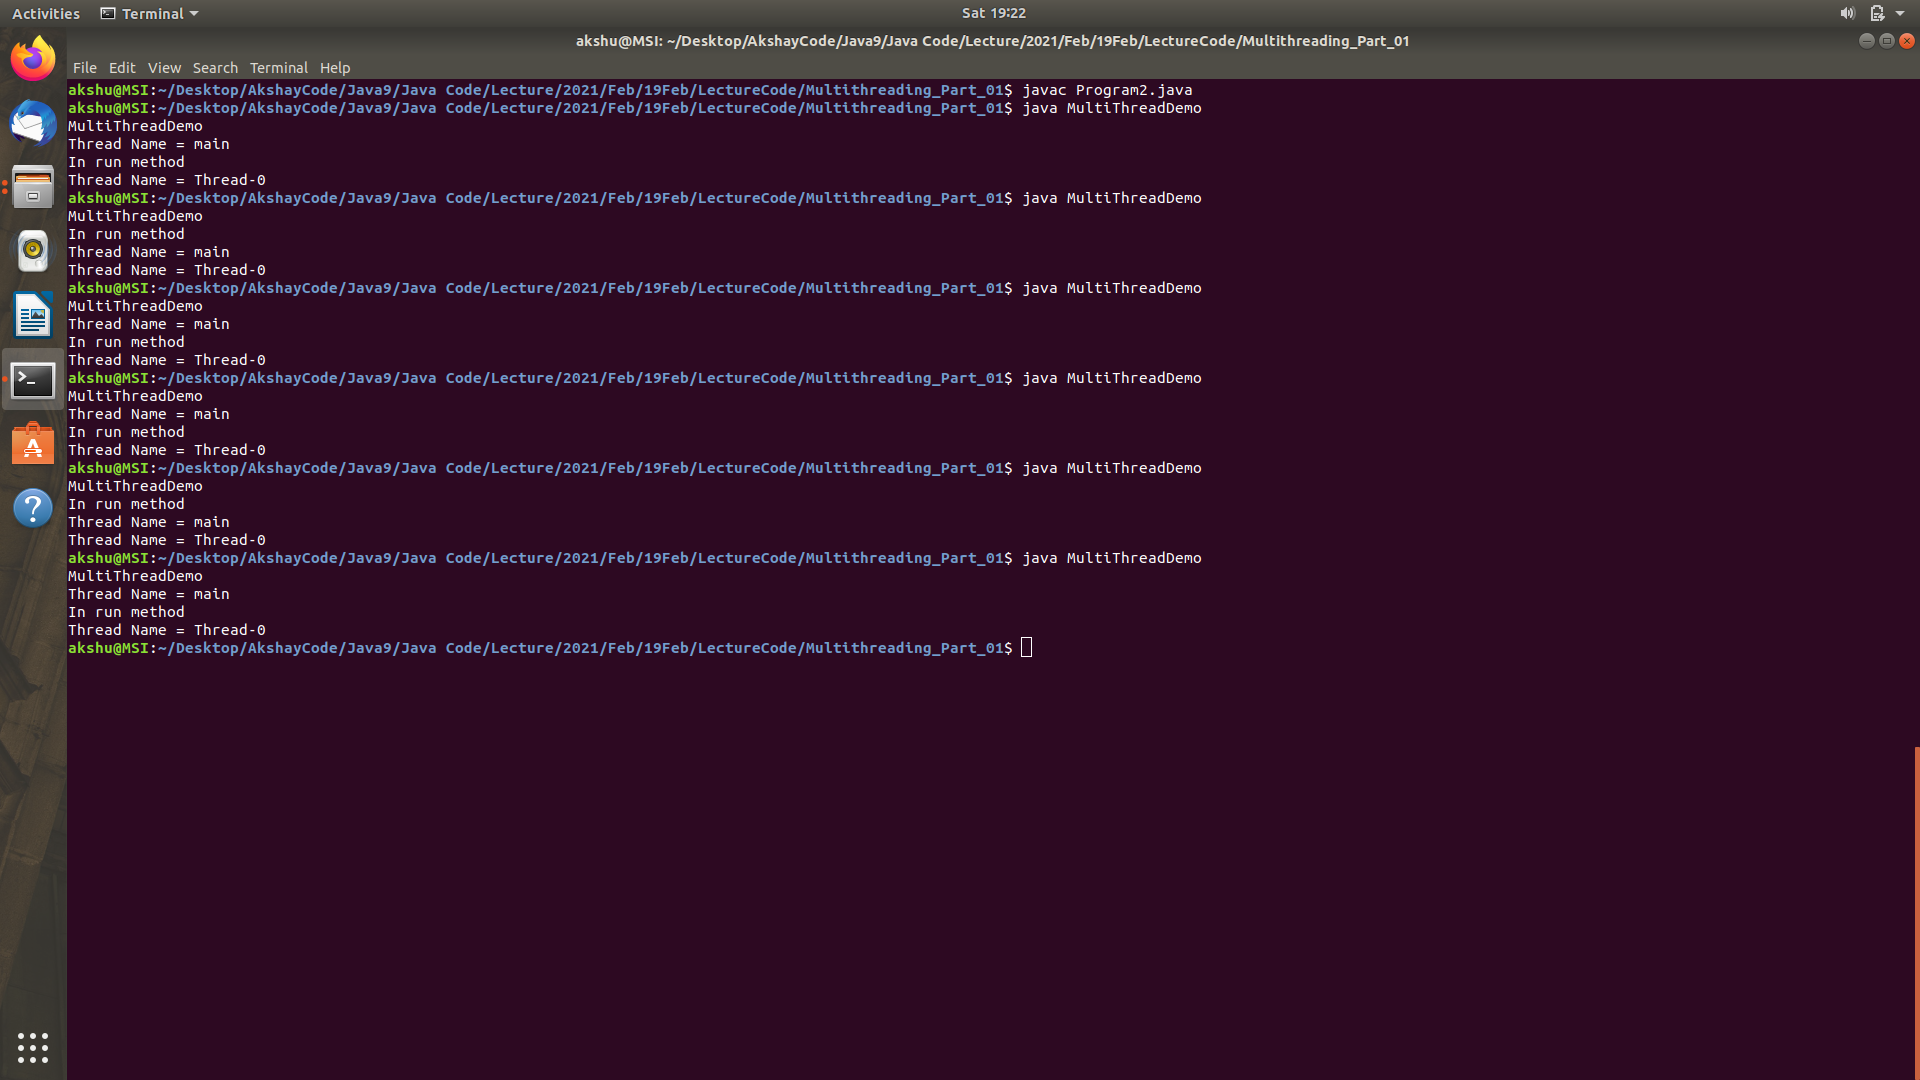 Activities Terminal Sat 19:22
akshu@MSI: ~/Desktop/AkshayCode/Java9/Java Code/Lecture/2021/Feb/19Feb/LectureCode/Multithreading_Part_01
File Edit View Search Terminal Help
akshu@MSI:~/Desktop/AkshayCode/Java9/Java Code/Lecture/2021/Feb/19Feb/LectureCode/Multithreading_Part_01$ javac Program2.java
akshu@MSI:~/Desktop/AkshayCode/Java9/Java Code/Lecture/2021/Feb/19Feb/LectureCode/Multithreading_Part_01$ java MultiThreadDemo
MultiThreadDemo
Thread Name = main
In run method
Thread Name = Thread-0
akshu@MSI:~/Desktop/AkshayCode/Java9/Java Code/Lecture/2021/Feb/19Feb/LectureCode/Multithreading_Part_01$ java MultiThreadDemo
MultiThreadDemo
In run method
Thread Name = main
Thread Name = Thread-0
akshu@MSI:~/Desktop/AkshayCode/Java9/Java Code/Lecture/2021/Feb/19Feb/LectureCode/Multithreading_Part_01$ java MultiThreadDemo
MultiThreadDemo
Thread Name = main
In run method
Thread Name = Thread-0
akshu@MSI:~/Desktop/AkshayCode/Java9/Java Code/Lecture/2021/Feb/19Feb/LectureCode/Multithreading_Part_01$ java MultiThreadDemo
MultiThreadDemo
Thread Name = main
In run method
Thread Name = Thread-0
akshu@MSI:~/Desktop/AkshayCode/Java9/Java Code/Lecture/2021/Feb/19Feb/LectureCode/Multithreading_Part_01$ java MultiThreadDemo
MultiThreadDemo
In run method
Thread Name = main
Thread Name = Thread-0
akshu@MSI:~/Desktop/AkshayCode/Java9/Java Code/Lecture/2021/Feb/19Feb/LectureCode/Multithreading_Part_01$ java MultiThreadDemo
MultiThreadDemo
Thread Name = main
In run method
Thread Name = Thread-0
akshu@MSI:~/Desktop/AkshayCode/Java9/Java Code/Lecture/2021/Feb/19Feb/LectureCode/Multithreading_Part_01$